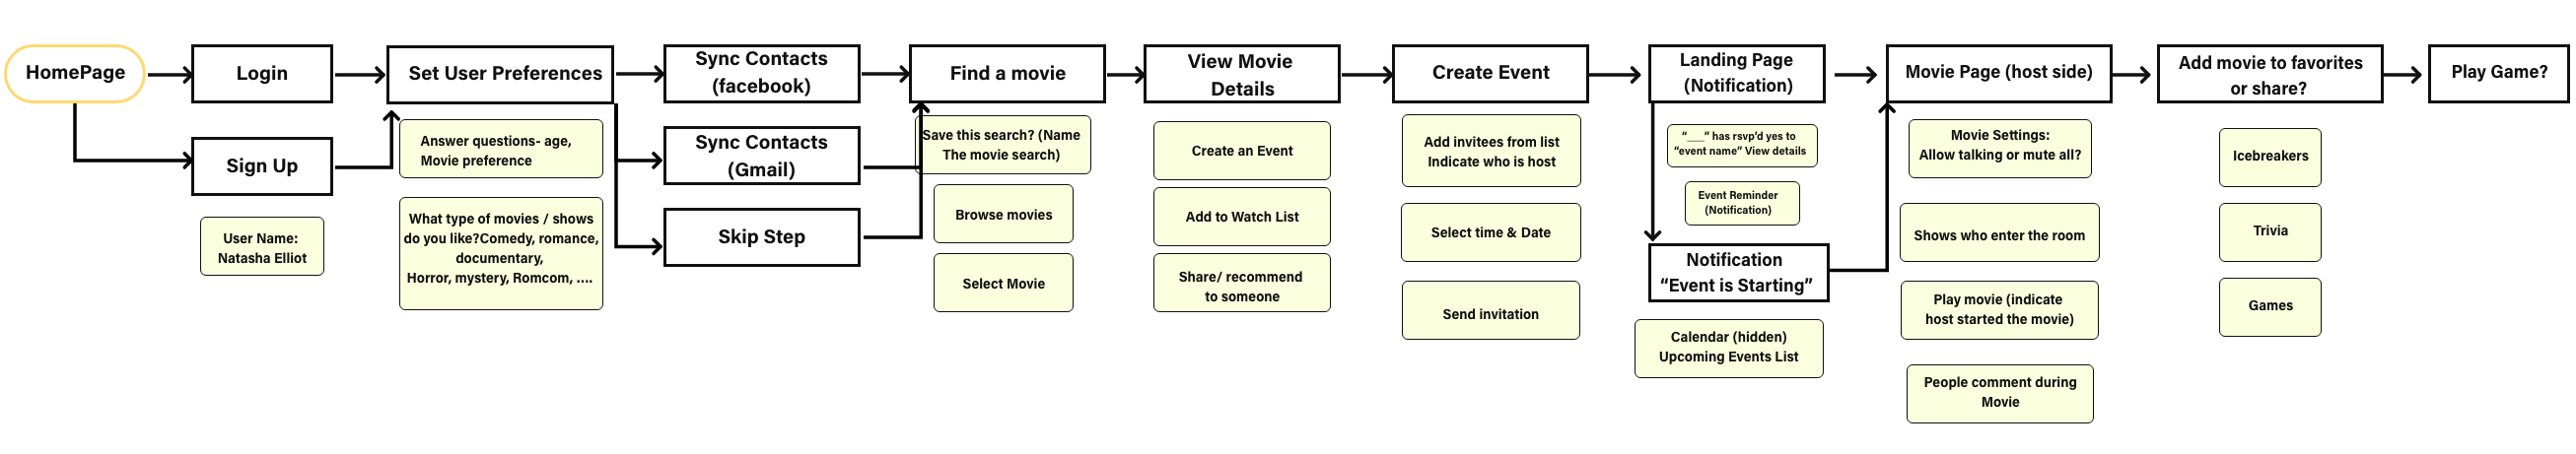 HomePage
Login
Sign Up
User Name:
Natasha Elliot
Set User Preferences
Answer questions- age,
Movie preference
What type of movies / shows
do you like?Comedy, romance,
documentary,
Horror, mystery, Romcom, ....
Sync Contacts
(facebook)
Sync Contacts
(Gmail)
Skip Step
Find a movie
Save this search? (Name
The movie search)
Browse movies
Select Movie
View Movie
Details
Create an Event
Add to Watch List
Share/ recommend
to someone
Create Event
Add invitees from list
Indicate who is host
Select time & Date
Send invitation
Landing Page
(Notification)
“___” has rsvp’d yes to
“event name” View details
Event Reminder
(Notification)
Notification
“Event is Starting”
Calendar (hidden)
Upcoming Events List
Movie Page (host side)
Movie Settings:
Allow talking or mute all?
Shows who enter the room
Play movie (indicate
host started the movie)
People comment during
Movie
Add movie to favorites
or share?
Icebreakers
Trivia
Games
Play Game?